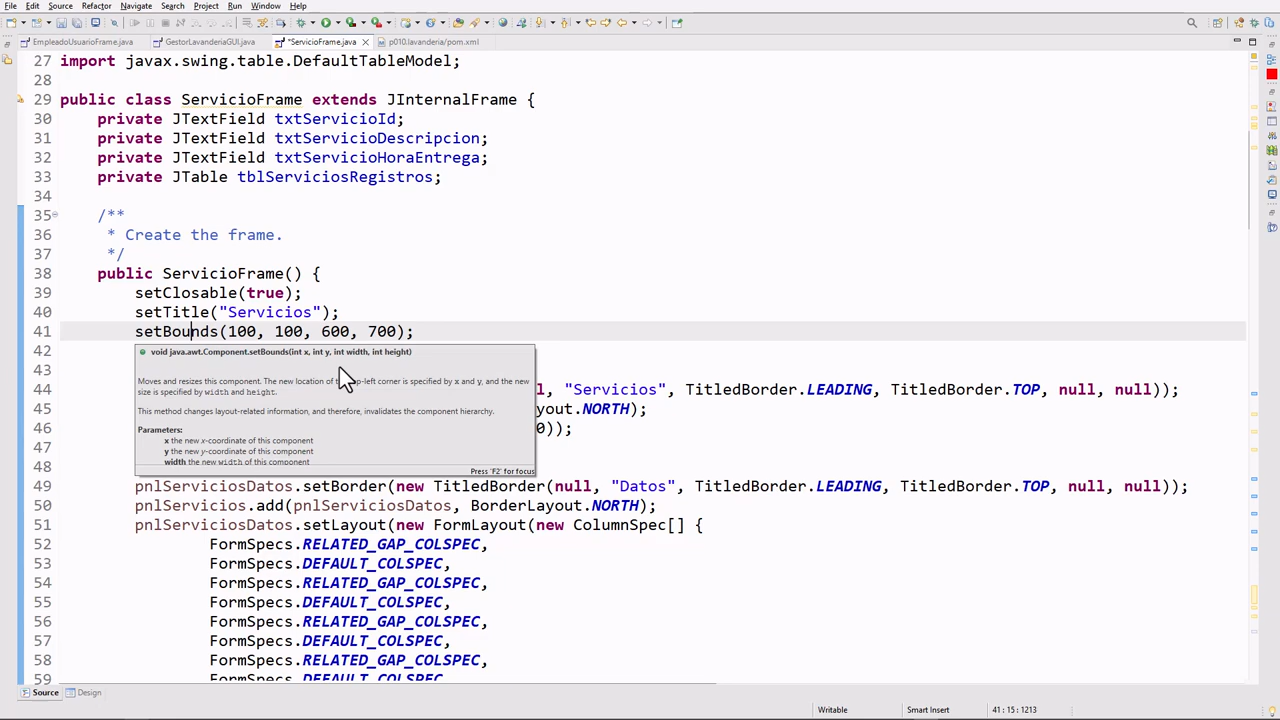 File Edit Source Refactor Navigate Search Project Run Window Help
EmpleadoUsuarioFrame.java GestorLavanderiaGUI.java *ServicioFrame.java p010.lavanderia/pom.xml
27 import javax.swing.table.DefaultTableModel;
28
29 public class ServicioFrame extends JInternalFrame {
30 private JTextField txtServicioId;
31 private JTextField txtServicioDescripcion;
32 private JTextField txtServicioHoraEntrega;
33 private JTable tblServiciosRegistros;
34
35 /**
36 * Create the frame.
37 */
38 public ServicioFrame() {
39 setClosable(true);
40 setTitle("Servicios");
41 setBounds(100, 100, 600, 700);
42
void java.awt.Component.setBounds(int x, int y, int width, int height)
43
Moves and resizes this component. The new location of the top-left corner is specified by x and y, and the new
size is specified by width and height.
44 l, "Servicios", TitledBorder.LEADING, TitledBorder.TOP, null, null));
45 yout.NORTH);
This method changes layout-related information, and therefore, invalidates the component hierarchy.
46 0));
Parameters:
x the new x-coordinate of this component
47
y the new y-coordinate of this component
width the new width of this component
48
Press 'F2' for focus
49 pnlServiciosDatos.setBorder(new TitledBorder(null, "Datos", TitledBorder.LEADING, TitledBorder.TOP, null, null));
50 pnlServicios.add(pnlServiciosDatos, BorderLayout.NORTH);
51 pnlServiciosDatos.setLayout(new FormLayout(new ColumnSpec[] {
52 FormSpecs.RELATED_GAP_COLSPEC,
53 FormSpecs.DEFAULT_COLSPEC,
54 FormSpecs.RELATED_GAP_COLSPEC,
55 FormSpecs.DEFAULT_COLSPEC,
56 FormSpecs.RELATED_GAP_COLSPEC,
57 FormSpecs.DEFAULT_COLSPEC,
58 FormSpecs.RELATED_GAP_COLSPEC,
59 FormSpecs.DEFAULT_COLSPEC
Source Design
Writable Smart Insert 41 : 15 : 1213